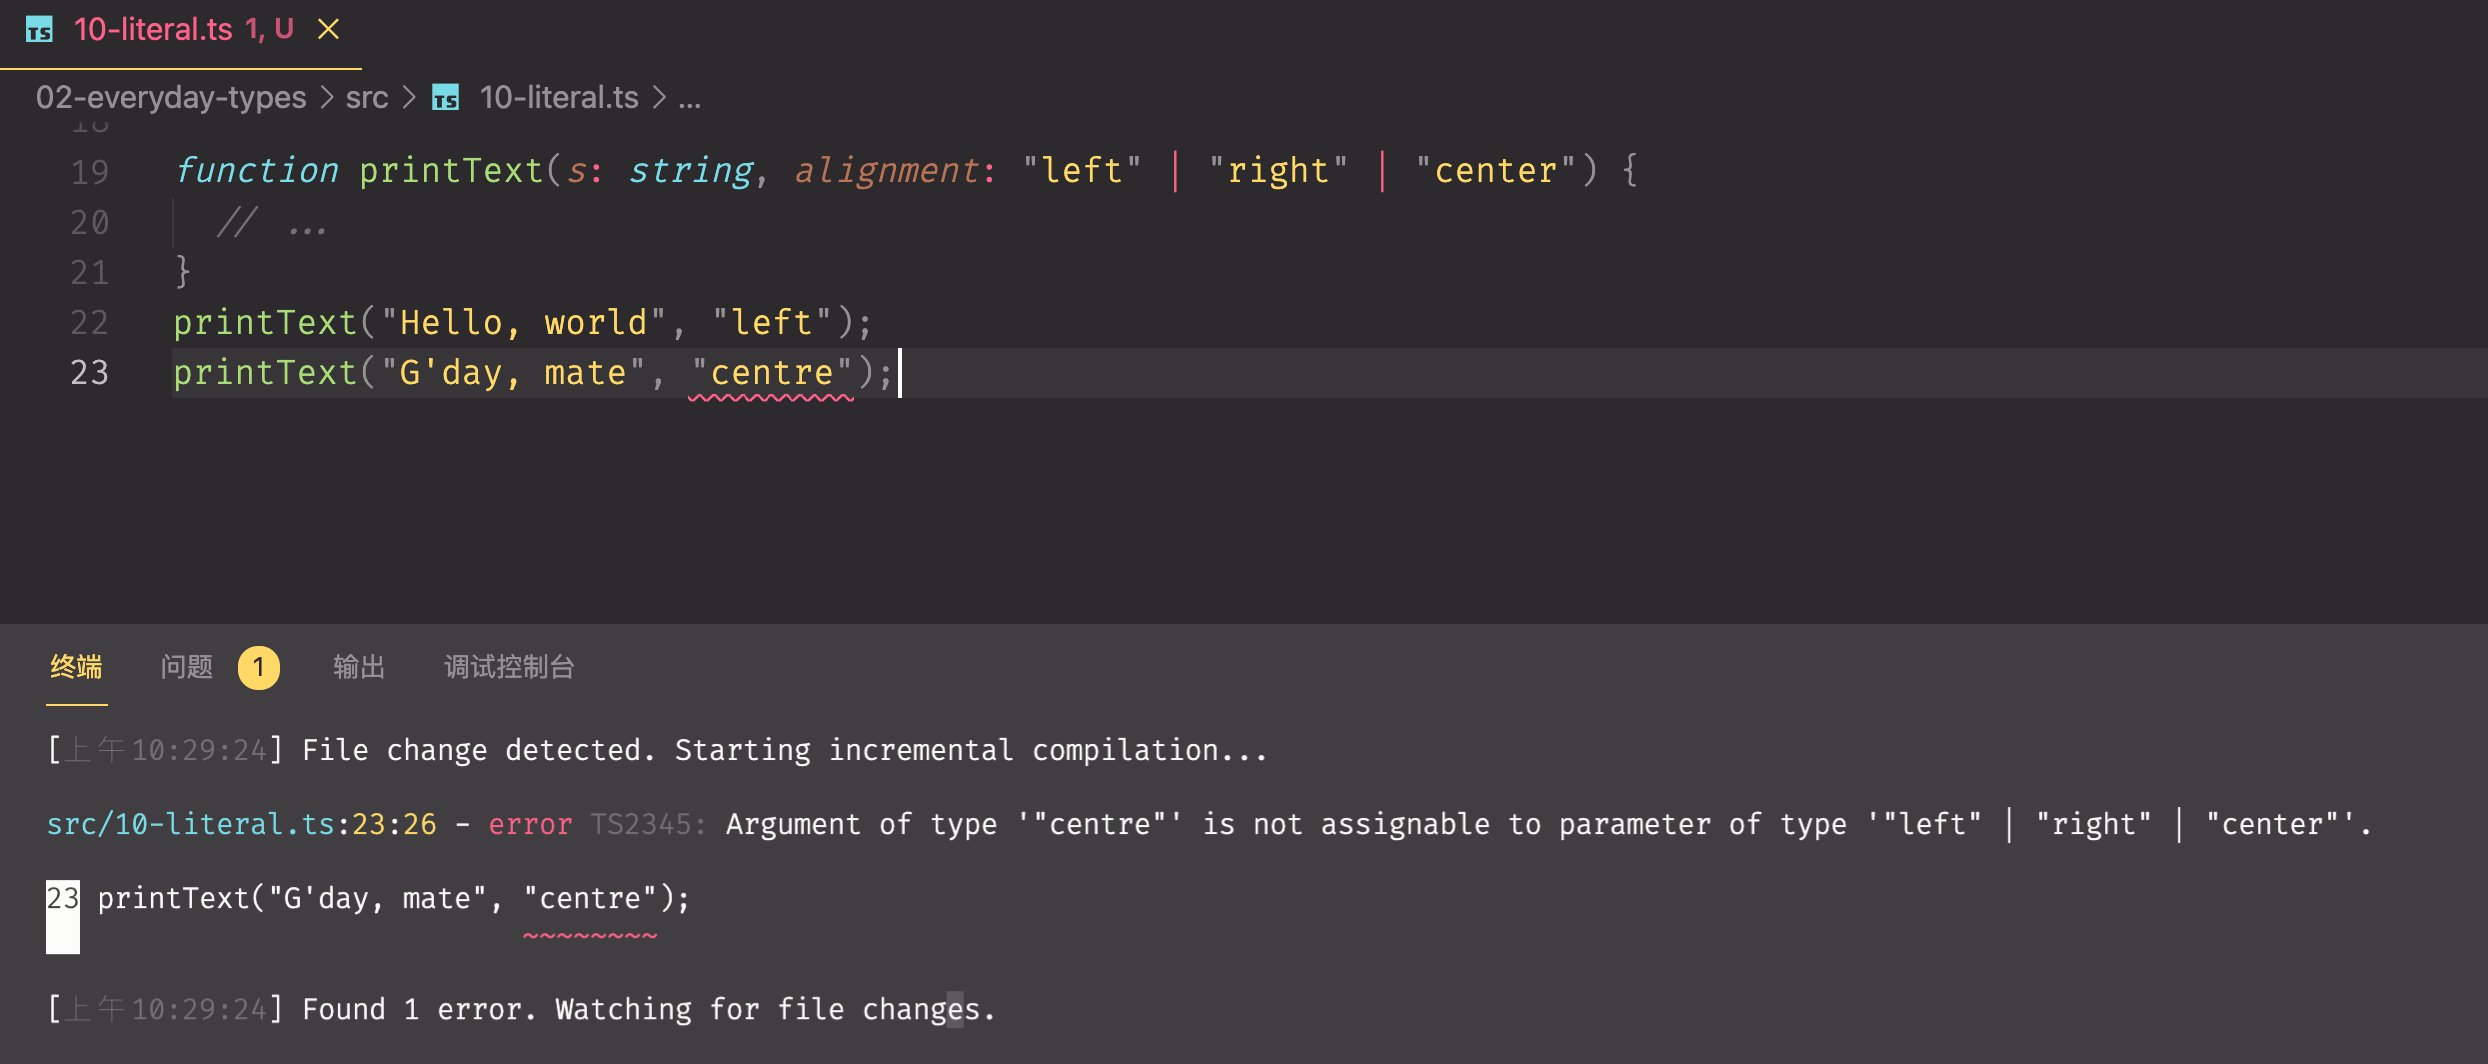 TS 10-literal.ts 1, U
02-everyday-types > src > TS 10-literal.ts > ...
18
19 function printText(s: string, alignment: "left" | "right" | "center") {
20 // ...
21 }
22 printText("Hello, world", "left");
23 printText("G'day, mate", "centre");
终端 问题 1 输出 调试控制台
[上午10:29:24] File change detected. Starting incremental compilation...
src/10-literal.ts:23:26 - error TS2345: Argument of type '"centre"' is not assignable to parameter of type '"left" | "right" | "center"'.
23 printText("G'day, mate", "centre");
~~~~~~~~
[上午10:29:24] Found 1 error. Watching for file changes.